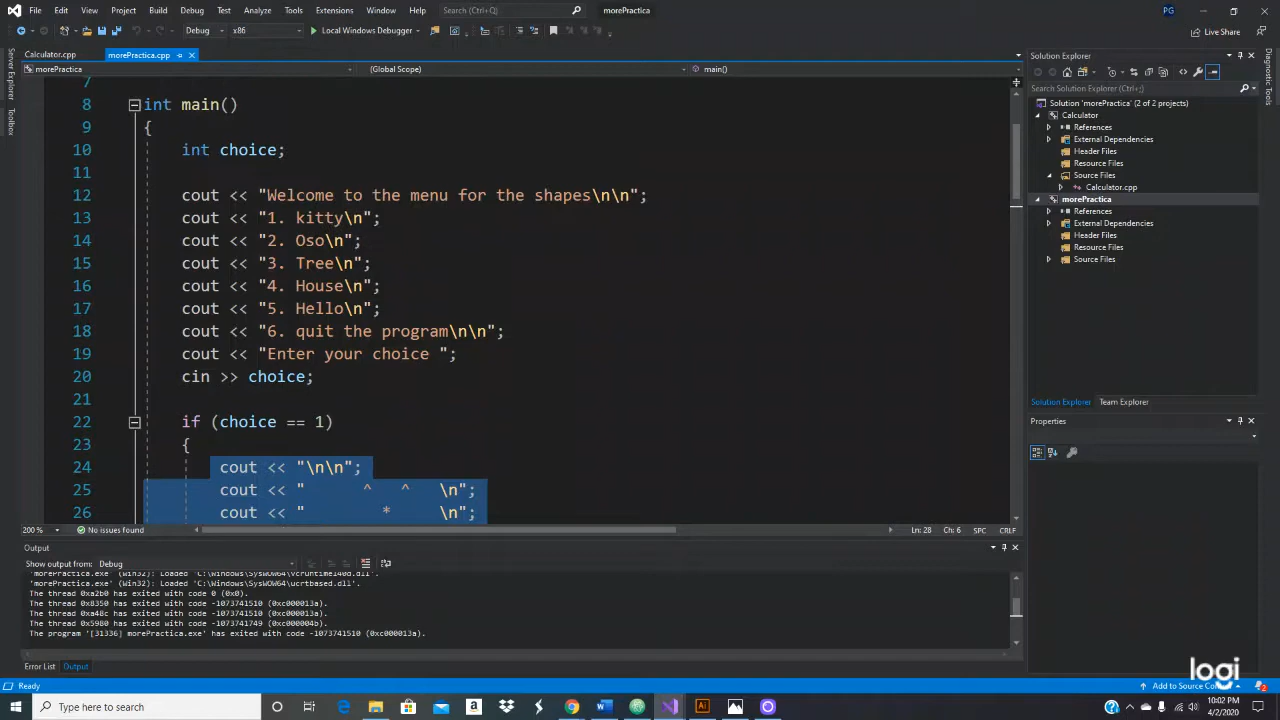 File Edit View Project Build Debug Test Analyze Tools Extensions Window Help Search (Ctrl+Q) morePractica PG
Debug x86 Local Windows Debugger Live Share
Calculator.cpp morePractica.cpp
morePractica (Global Scope) main()
Server Explorer
Toolbox
7
8 int main()
9 {
10 int choice;
11
12 cout << "Welcome to the menu for the shapes\n\n";
13 cout << "1. kitty\n";
14 cout << "2. Oso\n";
15 cout << "3. Tree\n";
16 cout << "4. House\n";
17 cout << "5. Hello\n";
18 cout << "6. quit the program\n\n";
19 cout << "Enter your choice ";
20 cin >> choice;
21
22 if (choice == 1)
23 {
24 cout << "\n\n";
25 cout << "      ^   ^   \n";
26 cout << "        *     \n";
200 % No issues found Ln: 28 Ch: 6 SPC CRLF
Output
Show output from: Debug
'morePractica.exe' (Win32): Loaded 'C:\Windows\SysWOW64\vcruntime140d.dll'.
'morePractica.exe' (Win32): Loaded 'C:\Windows\SysWOW64\ucrtbased.dll'.
The thread 0xa2b0 has exited with code 0 (0x0).
The thread 0x8350 has exited with code -1073741510 (0xc000013a).
The thread 0xa48c has exited with code -1073741510 (0xc000013a).
The thread 0x5980 has exited with code -1073741749 (0xc000004b).
The program '[31336] morePractica.exe' has exited with code -1073741510 (0xc000013a).
Error List Output
Solution Explorer
Search Solution Explorer (Ctrl+;)
Solution 'morePractica' (2 of 2 projects)
Calculator
References
External Dependencies
Header Files
Resource Files
Source Files
Calculator.cpp
morePractica
References
External Dependencies
Header Files
Resource Files
Source Files
Solution Explorer Team Explorer
Properties
Diagnostic Tools
logi
Ready Add to Source 2
Type here to search
10:02 PM
4/2/2020